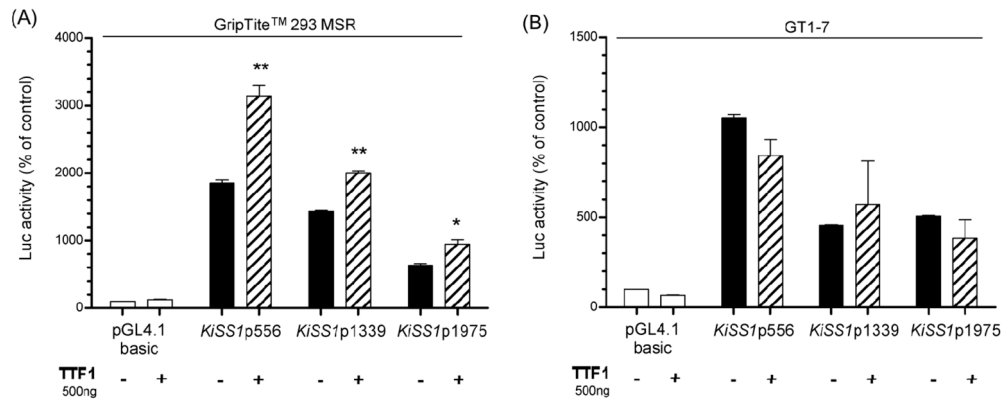 (A)
GripTite™ 293 MSR
Luc activity (% of control)
4000
3000
2000
1000
0
**
**
*
pGL4.1
basic
KiSS1p556
KiSS1p1339
KiSS1p1975
TTF1
500ng
- + - + - + - +
(B)
GT1-7
Luc activity (% of control)
1500
1000
500
0
pGL4.1
basic
KiSS1p556
KiSS1p1339
KiSS1p1975
TTF1
500ng
- + - + - + - +